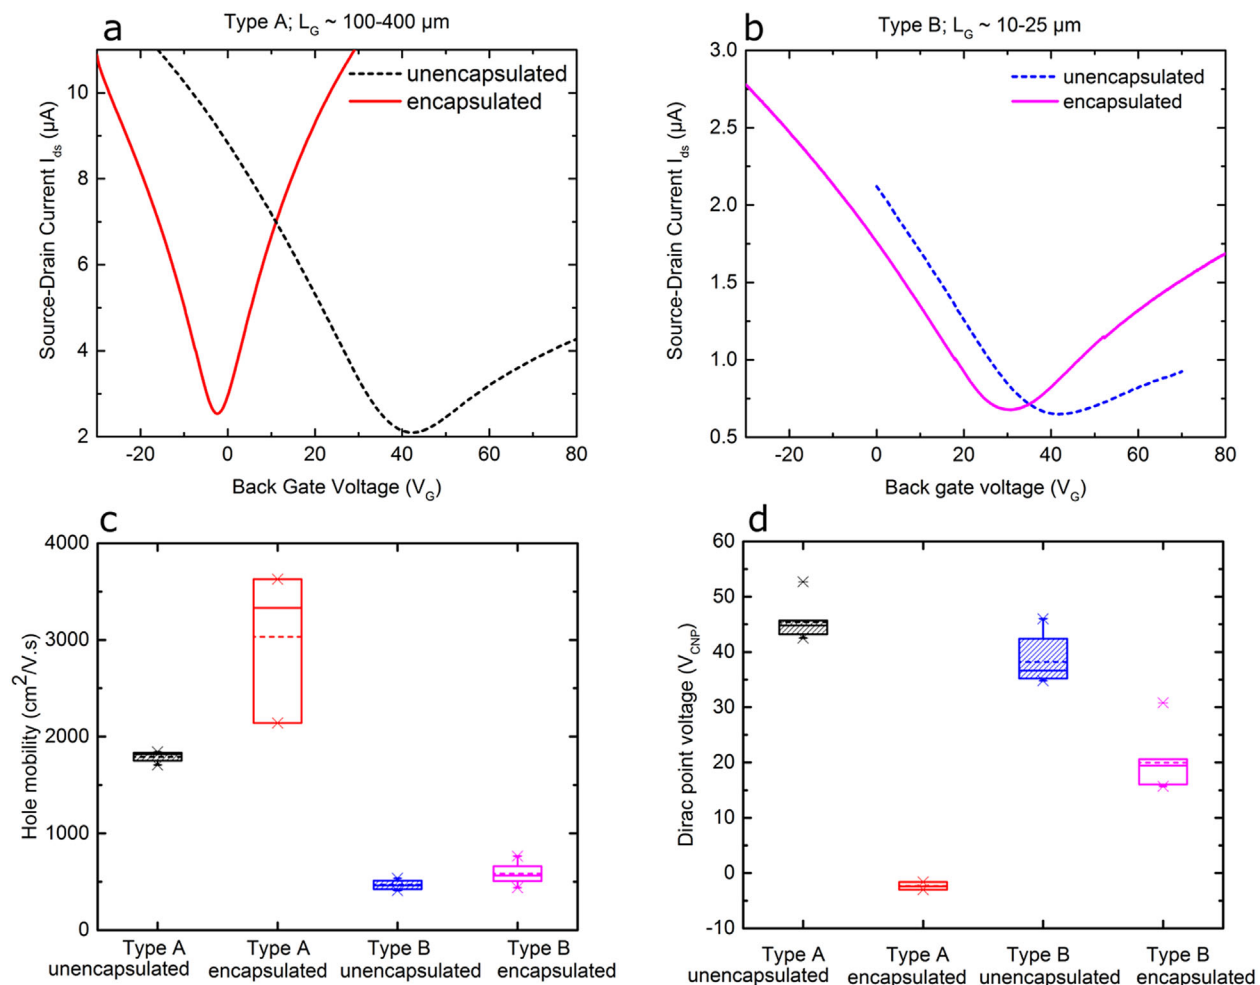 a
Type A; L_G ~ 100-400 µm
unencapsulated
encapsulated
Source-Drain Current I_ds (µA)
10
8
6
4
2
-20 0 20 40 60 80
Back Gate Voltage (V_G)
b
Type B; L_G ~ 10-25 µm
unencapsulated
encapsulated
Source-Drain Current I_ds (µA)
3.0
2.5
2.0
1.5
1.0
0.5
-20 0 20 40 60 80
Back gate voltage (V_G)
c
Hole mobility (cm²/V.s)
4000
3000
2000
1000
0
Type A
unencapsulated
Type A
encapsulated
Type B
unencapsulated
Type B
encapsulated
d
Dirac point voltage (V_CNP)
60
50
40
30
20
10
0
-10
Type A
unencapsulated
Type A
encapsulated
Type B
unencapsulated
Type B
encapsulated